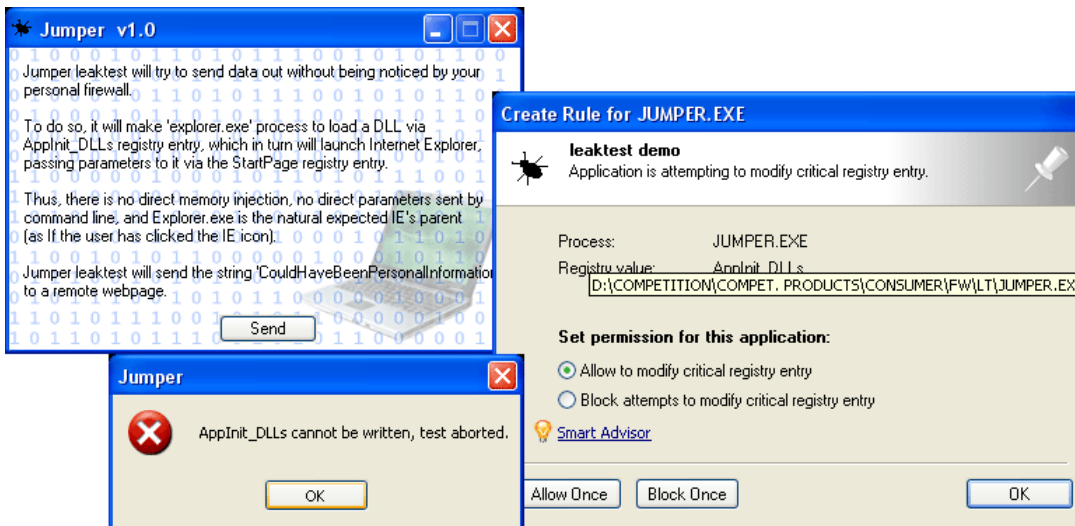 Jumper v1.0
Jumper leaktest will try to send data out without being noticed by your
personal firewall.
To do so, it will make 'explorer.exe' process to load a DLL via
AppInit_DLLs registry entry, which in turn will launch Internet Explorer,
passing parameters to it via the StartPage registry entry.
Thus, there is no direct memory injection, no direct parameters sent by
command line, and Explorer.exe is the natural expected IE's parent
(as If the user has clicked the IE icon).
Jumper leaktest will send the string 'CouldHaveBeenPersonalInformation
to a remote webpage.
Send
Create Rule for JUMPER.EXE
leaktest demo
Application is attempting to modify critical registry entry.
Process: JUMPER.EXE
Registry value: AppInit_DLLs
D:\COMPETITION\COMPET. PRODUCTS\CONSUMER\FW\LT\JUMPER.EX
Set permission for this application:
Allow to modify critical registry entry
Block attempts to modify critical registry entry
Smart Advisor
Allow Once
Block Once
OK
Jumper
AppInit_DLLs cannot be written, test aborted.
OK